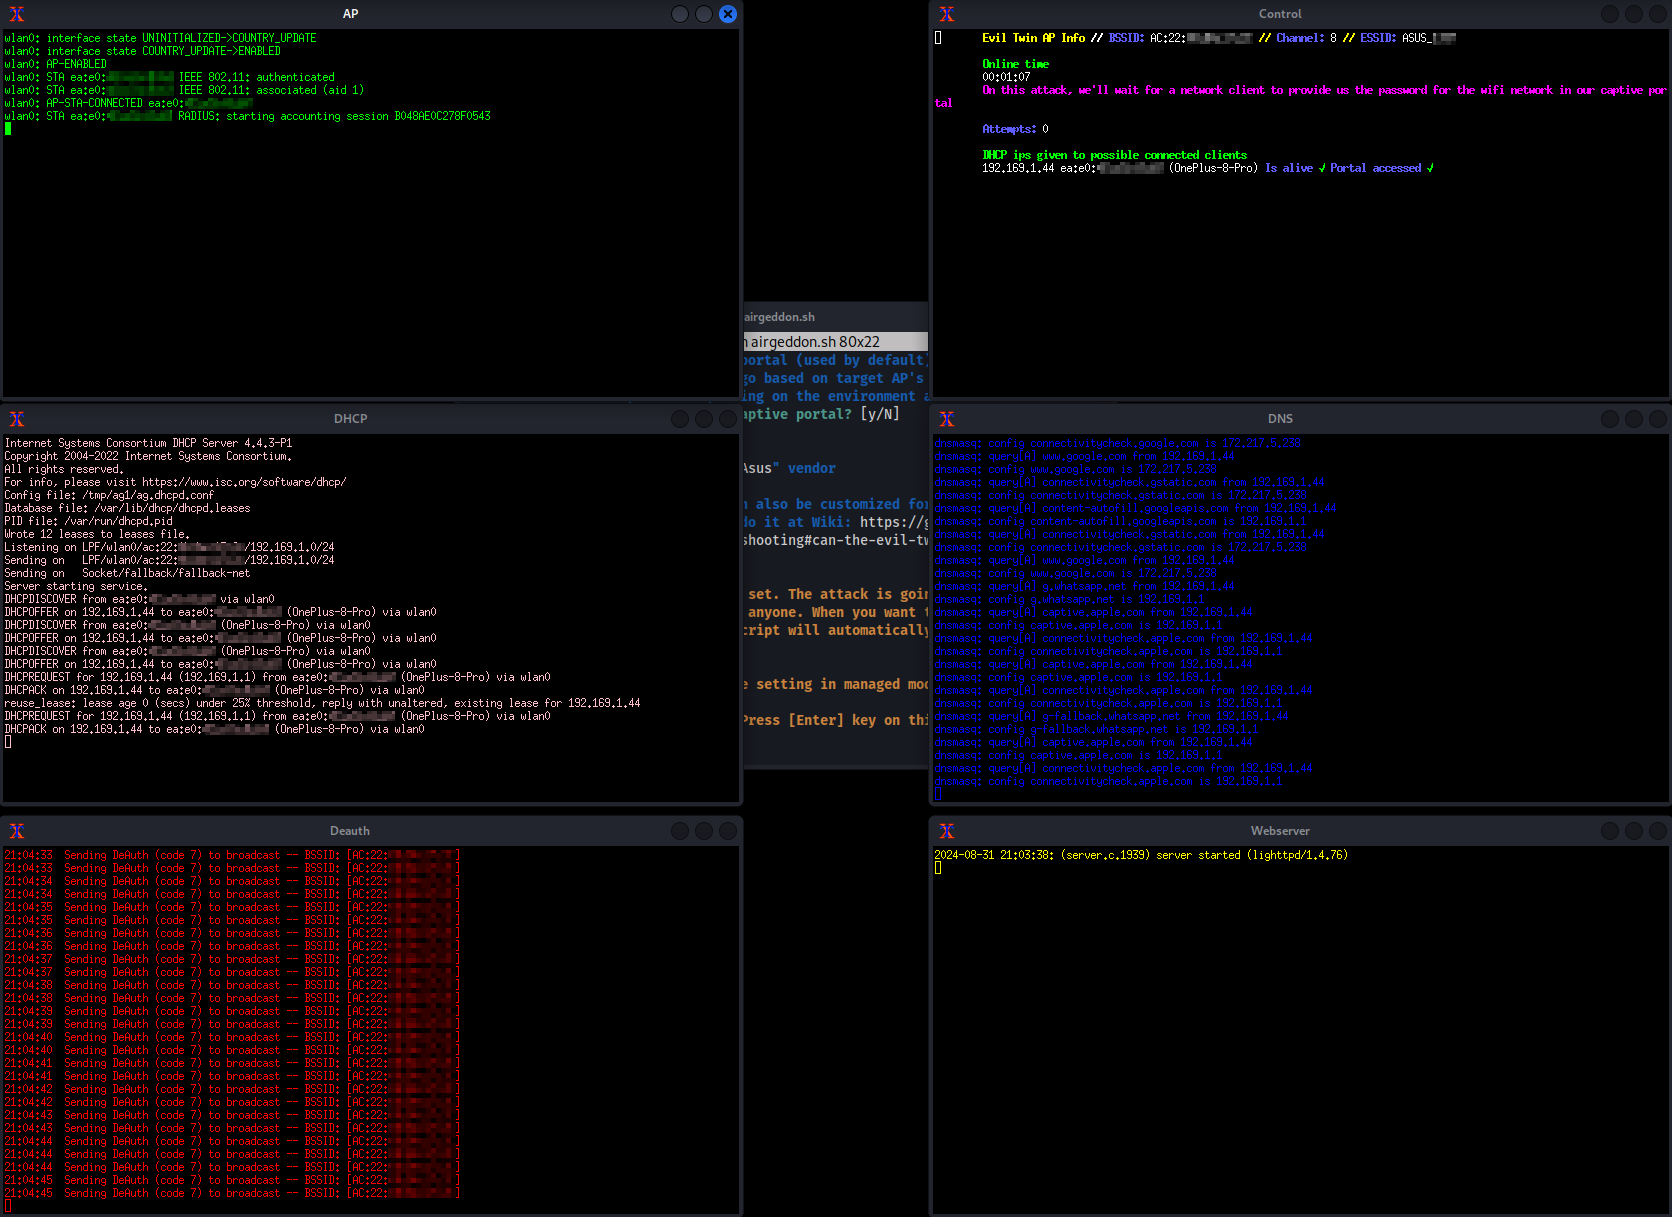 AP
wlan0: interface state UNINITIALIZED->COUNTRY_UPDATE
wlan0: interface state COUNTRY_UPDATE->ENABLED
wlan0: AP-ENABLED
wlan0: STA ea:e0: IEEE 802.11: authenticated
wlan0: STA ea:e0: IEEE 802.11: associated (aid 1)
wlan0: AP-STA-CONNECTED ea:e0:
wlan0: STA ea:e0: RADIUS: starting accounting session B048AE0C278F0543
Control
Evil Twin AP Info // BSSID: AC:22: // Channel: 8 // ESSID: ASUS_
Online time
00:01:07
On this attack, we'll wait for a network client to provide us the password for the wifi network in our captive por
tal
Attempts: 0
DHCP ips given to possible connected clients
192.169.1.44 ea:e0: (OnePlus-8-Pro) Is alive √ Portal accessed √
airgeddon.sh
airgeddon.sh 80x22
portal (used by default)
go based on target AP's
ing on the environment a
aptive portal? [y/N]
Asus" vendor
n also be customized for
do it at Wiki: https://g
shooting#can-the-evil-tw
set. The attack is goin
anyone. When you want t
cript will automatically
e setting in managed mod
Press [Enter] key on thi
DHCP
Internet Systems Consortium DHCP Server 4.4.3-P1
Copyright 2004-2022 Internet Systems Consortium.
All rights reserved.
For info, please visit https://www.isc.org/software/dhcp/
Config file: /tmp/ag1/ag.dhcpd.conf
Database file: /var/lib/dhcp/dhcpd.leases
PID file: /var/run/dhcpd.pid
Wrote 12 leases to leases file.
Listening on LPF/wlan0/ac:22:/192.169.1.0/24
Sending on   LPF/wlan0/ac:22:/192.169.1.0/24
Sending on   Socket/fallback/fallback-net
Server starting service.
DHCPDISCOVER from ea:e0: via wlan0
DHCPOFFER on 192.169.1.44 to ea:e0: (OnePlus-8-Pro) via wlan0
DHCPDISCOVER from ea:e0: (OnePlus-8-Pro) via wlan0
DHCPOFFER on 192.169.1.44 to ea:e0: (OnePlus-8-Pro) via wlan0
DHCPDISCOVER from ea:e0: (OnePlus-8-Pro) via wlan0
DHCPOFFER on 192.169.1.44 to ea:e0: (OnePlus-8-Pro) via wlan0
DHCPREQUEST for 192.169.1.44 (192.169.1.1) from ea:e0: (OnePlus-8-Pro) via wlan0
DHCPACK on 192.169.1.44 to ea:e0: (OnePlus-8-Pro) via wlan0
reuse_lease: lease age 0 (secs) under 25% threshold, reply with unaltered, existing lease for 192.169.1.44
DHCPREQUEST for 192.169.1.44 (192.169.1.1) from ea:e0: (OnePlus-8-Pro) via wlan0
DHCPACK on 192.169.1.44 to ea:e0: (OnePlus-8-Pro) via wlan0
DNS
dnsmasq: config connectivitycheck.google.com is 172.217.5.238
dnsmasq: query[A] www.google.com from 192.169.1.44
dnsmasq: config www.google.com is 172.217.5.238
dnsmasq: query[A] connectivitycheck.gstatic.com from 192.169.1.44
dnsmasq: config connectivitycheck.gstatic.com is 172.217.5.238
dnsmasq: query[A] content-autofill.googleapis.com from 192.169.1.44
dnsmasq: config content-autofill.googleapis.com is 192.169.1.1
dnsmasq: query[A] connectivitycheck.gstatic.com from 192.169.1.44
dnsmasq: config connectivitycheck.gstatic.com is 172.217.5.238
dnsmasq: query[A] www.google.com from 192.169.1.44
dnsmasq: config www.google.com is 172.217.5.238
dnsmasq: query[A] g.whatsapp.net from 192.169.1.44
dnsmasq: config g.whatsapp.net is 192.169.1.1
dnsmasq: query[A] captive.apple.com from 192.169.1.44
dnsmasq: config captive.apple.com is 192.169.1.1
dnsmasq: query[A] connectivitycheck.apple.com from 192.169.1.44
dnsmasq: config connectivitycheck.apple.com is 192.169.1.1
dnsmasq: query[A] captive.apple.com from 192.169.1.44
dnsmasq: config captive.apple.com is 192.169.1.1
dnsmasq: query[A] connectivitycheck.apple.com from 192.169.1.44
dnsmasq: config connectivitycheck.apple.com is 192.169.1.1
dnsmasq: query[A] g-fallback.whatsapp.net from 192.169.1.44
dnsmasq: config g-fallback.whatsapp.net is 192.169.1.1
dnsmasq: query[A] captive.apple.com from 192.169.1.44
dnsmasq: config captive.apple.com is 192.169.1.1
dnsmasq: query[A] connectivitycheck.apple.com from 192.169.1.44
dnsmasq: config connectivitycheck.apple.com is 192.169.1.1
Deauth
21:04:33  Sending DeAuth (code 7) to broadcast -- BSSID: [AC:22:]
21:04:33  Sending DeAuth (code 7) to broadcast -- BSSID: [AC:22:]
21:04:34  Sending DeAuth (code 7) to broadcast -- BSSID: [AC:22:]
21:04:34  Sending DeAuth (code 7) to broadcast -- BSSID: [AC:22:]
21:04:35  Sending DeAuth (code 7) to broadcast -- BSSID: [AC:22:]
21:04:35  Sending DeAuth (code 7) to broadcast -- BSSID: [AC:22:]
21:04:36  Sending DeAuth (code 7) to broadcast -- BSSID: [AC:22:]
21:04:36  Sending DeAuth (code 7) to broadcast -- BSSID: [AC:22:]
21:04:37  Sending DeAuth (code 7) to broadcast -- BSSID: [AC:22:]
21:04:37  Sending DeAuth (code 7) to broadcast -- BSSID: [AC:22:]
21:04:38  Sending DeAuth (code 7) to broadcast -- BSSID: [AC:22:]
21:04:38  Sending DeAuth (code 7) to broadcast -- BSSID: [AC:22:]
21:04:39  Sending DeAuth (code 7) to broadcast -- BSSID: [AC:22:]
21:04:39  Sending DeAuth (code 7) to broadcast -- BSSID: [AC:22:]
21:04:40  Sending DeAuth (code 7) to broadcast -- BSSID: [AC:22:]
21:04:40  Sending DeAuth (code 7) to broadcast -- BSSID: [AC:22:]
21:04:41  Sending DeAuth (code 7) to broadcast -- BSSID: [AC:22:]
21:04:41  Sending DeAuth (code 7) to broadcast -- BSSID: [AC:22:]
21:04:42  Sending DeAuth (code 7) to broadcast -- BSSID: [AC:22:]
21:04:42  Sending DeAuth (code 7) to broadcast -- BSSID: [AC:22:]
21:04:43  Sending DeAuth (code 7) to broadcast -- BSSID: [AC:22:]
21:04:43  Sending DeAuth (code 7) to broadcast -- BSSID: [AC:22:]
21:04:44  Sending DeAuth (code 7) to broadcast -- BSSID: [AC:22:]
21:04:44  Sending DeAuth (code 7) to broadcast -- BSSID: [AC:22:]
21:04:44  Sending DeAuth (code 7) to broadcast -- BSSID: [AC:22:]
21:04:45  Sending DeAuth (code 7) to broadcast -- BSSID: [AC:22:]
21:04:45  Sending DeAuth (code 7) to broadcast -- BSSID: [AC:22:]
Webserver
2024-08-31 21:03:38: (server.c.1939) server started (lighttpd/1.4.76)